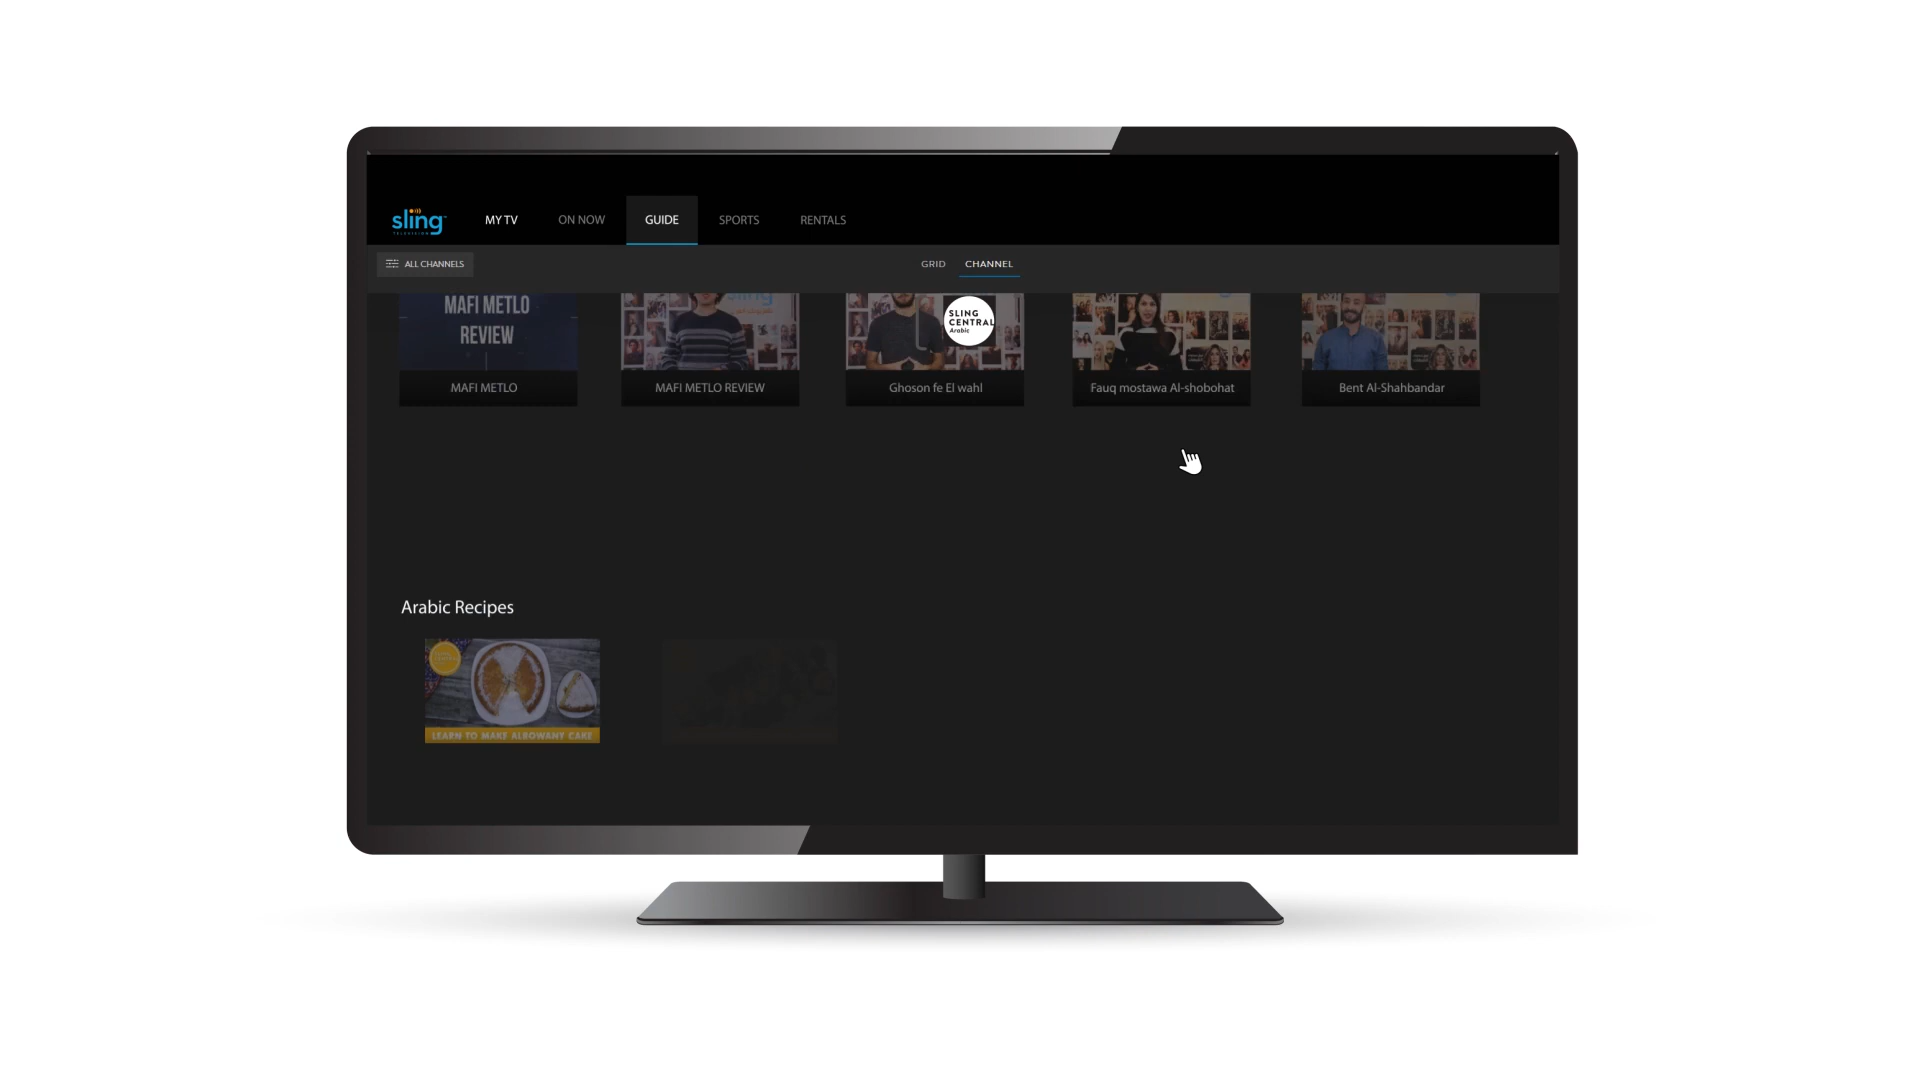 sling
TELEVISION
MY TV
ON NOW
GUIDE
SPORTS
RENTALS
ALL CHANNELS
GRID
CHANNEL
MAFI METLO
REVIEW
sling
SLING
CENTRAL
Arabic
MAFI METLO
MAFI METLO REVIEW
Ghoson fe El wahl
Fauq mostawa Al-shobohat
Bent Al-Shahbandar
Arabic Recipes
LEARN TO MAKE ALBOWANY CAKE